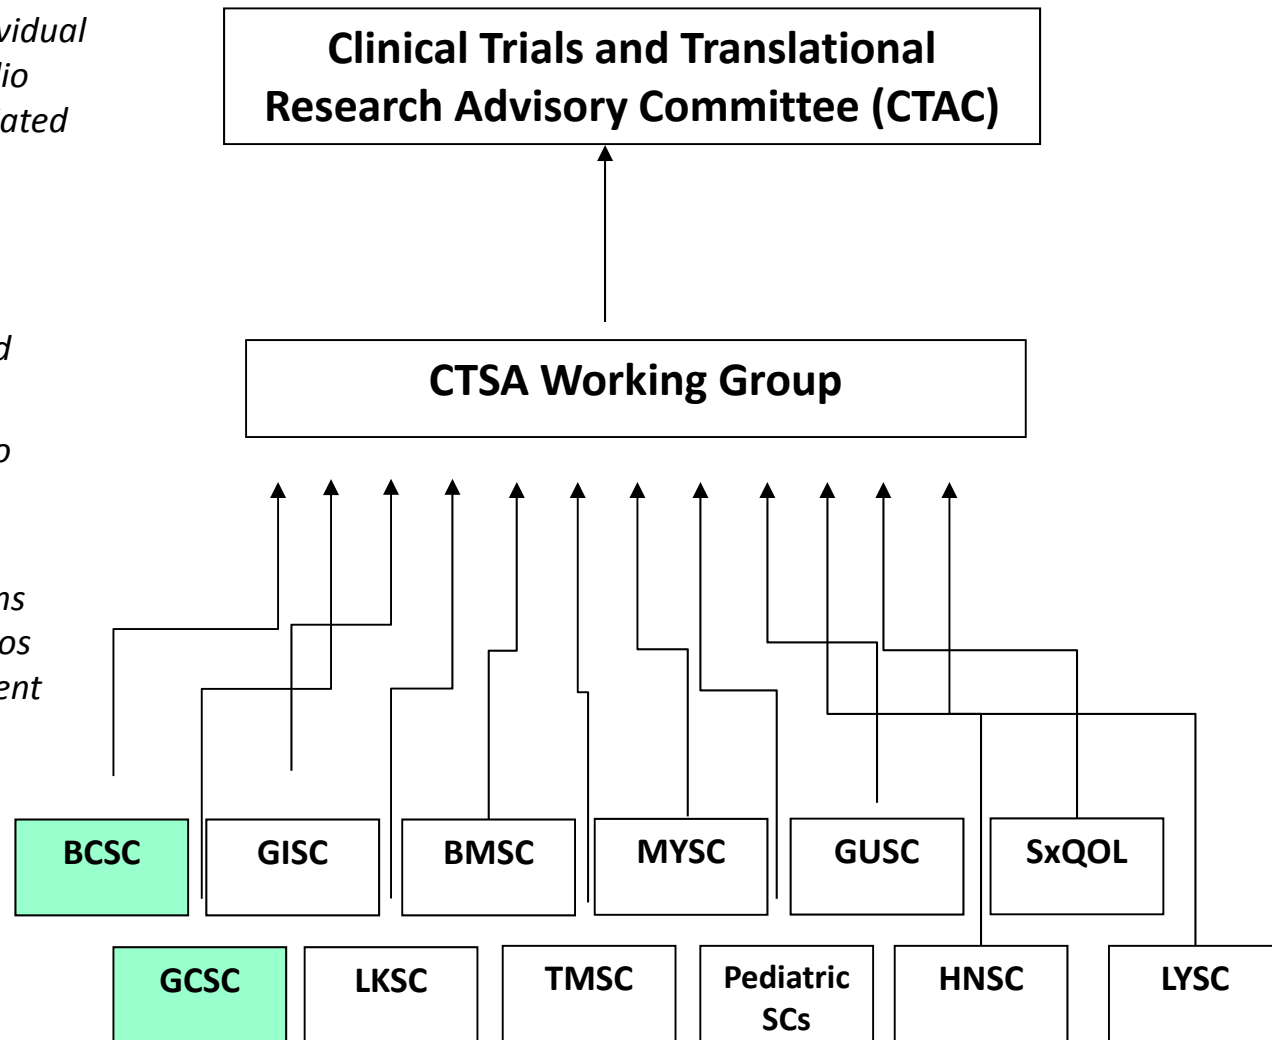 Clinical Trials and Translational
Research Advisory Committee (CTAC)
CTSA Working Group
BCSC
GISC
BMSC
MYSC
GUSC
SxQOL
GCSC
LKSC
TMSC
Pediatric
SCs
HNSC
LYSC